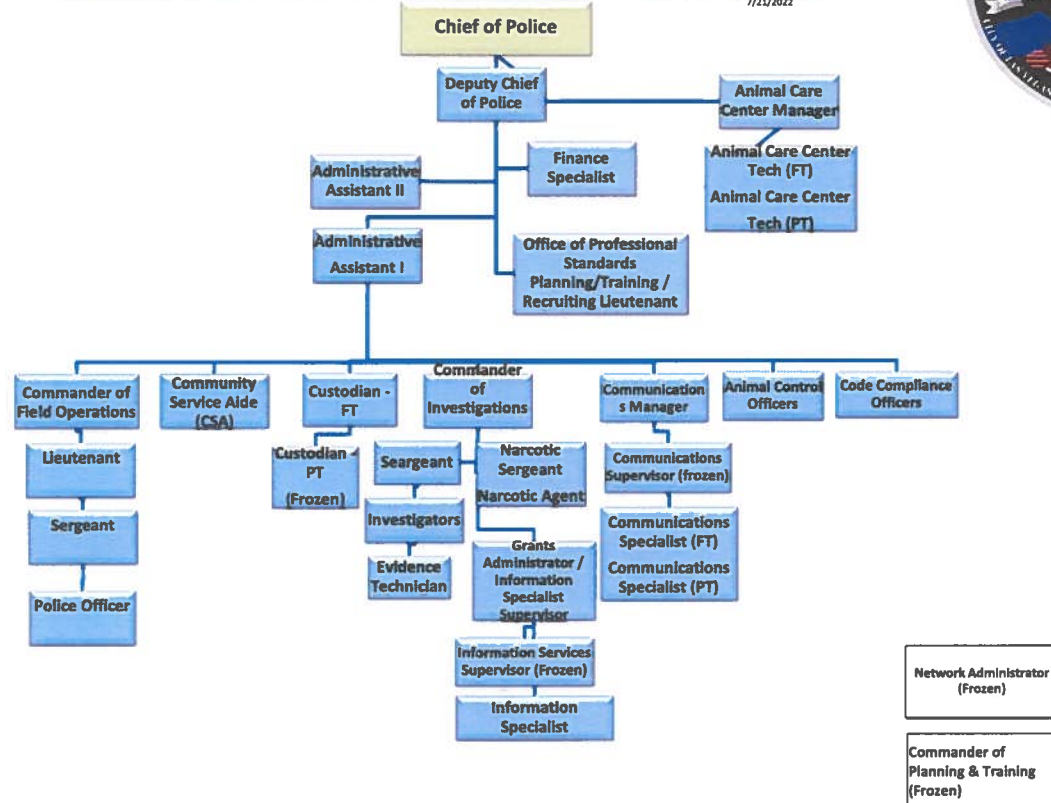 7/21/2022
Chief of Police
Deputy Chief
of Police
Animal Care
Center Manager
Animal Care Center
Tech (FT)
Animal Care Center
Tech (PT)
Finance
Specialist
Administrative
Assistant II
Administrative
Assistant I
Office of Professional
Standards
Planning/Training /
Recruiting Lieutenant
Commander of
Field Operations
Lieutenant
Sergeant
Police Officer
Community
Service Aide
(CSA)
Custodian -
FT
Custodian -
PT
(Frozen)
Commander
of
Investigations
Seargeant
Investigators
Evidence
Technician
Narcotic
Sergeant
Narcotic Agent
Grants
Administrator /
Information
Specialist
Supervisor
Information Services
Supervisor (Frozen)
Information
Specialist
Communication
s Manager
Communications
Supervisor (frozen)
Communications
Specialist (FT)
Communications
Specialist (PT)
Animal Control
Officers
Code Compliance
Officers
Network Administrator
(Frozen)
Commander of
Planning & Training
(Frozen)
CITY OF